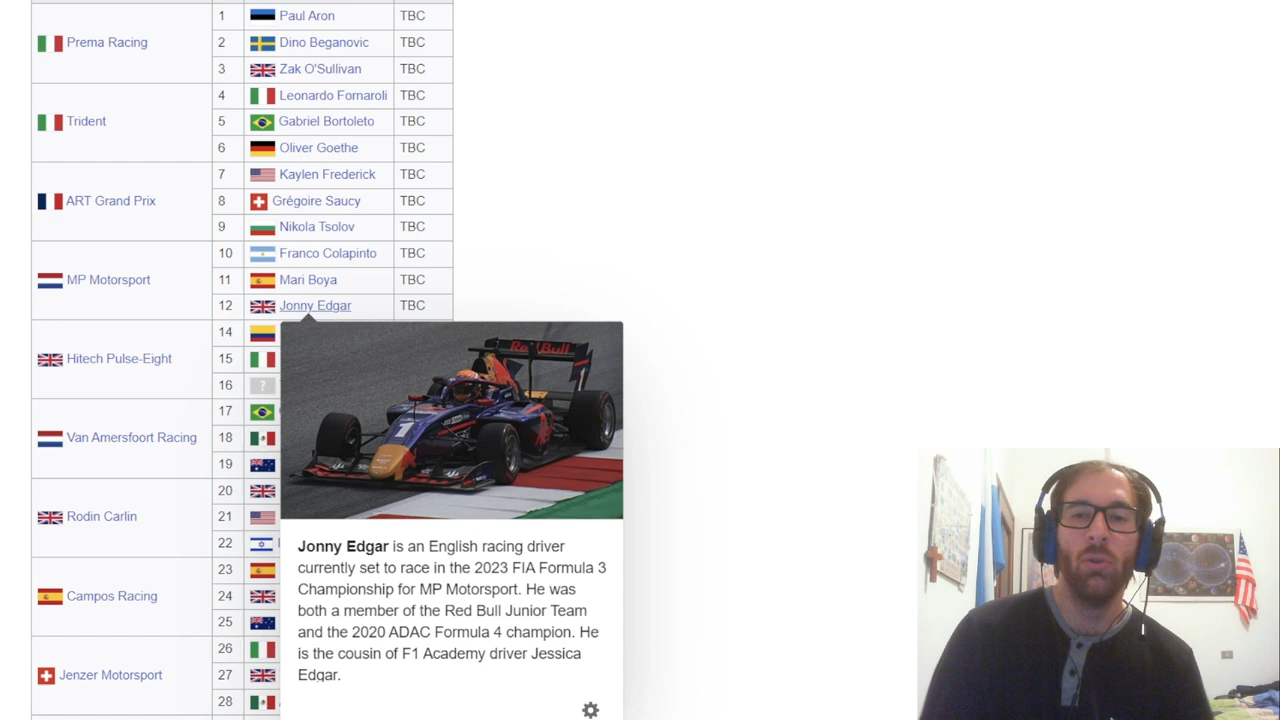 Prema Racing
1 Paul Aron TBC
2 Dino Beganovic TBC
3 Zak O'Sullivan TBC
Trident
4 Leonardo Fornaroli TBC
5 Gabriel Bortoleto TBC
6 Oliver Goethe TBC
ART Grand Prix
7 Kaylen Frederick TBC
8 Grégoire Saucy TBC
9 Nikola Tsolov TBC
MP Motorsport
10 Franco Colapinto TBC
11 Mari Boya TBC
12 Jonny Edgar TBC
Hitech Pulse-Eight
14
15
16 ?
Van Amersfoort Racing
17
18
19
Rodin Carlin
20
21
22
Campos Racing
23
24
25
Jenzer Motorsport
26
27
28
Red Bull
1
1
Jonny Edgar is an English racing driver
currently set to race in the 2023 FIA Formula 3
Championship for MP Motorsport. He was
both a member of the Red Bull Junior Team
and the 2020 ADAC Formula 4 champion. He
is the cousin of F1 Academy driver Jessica
Edgar.